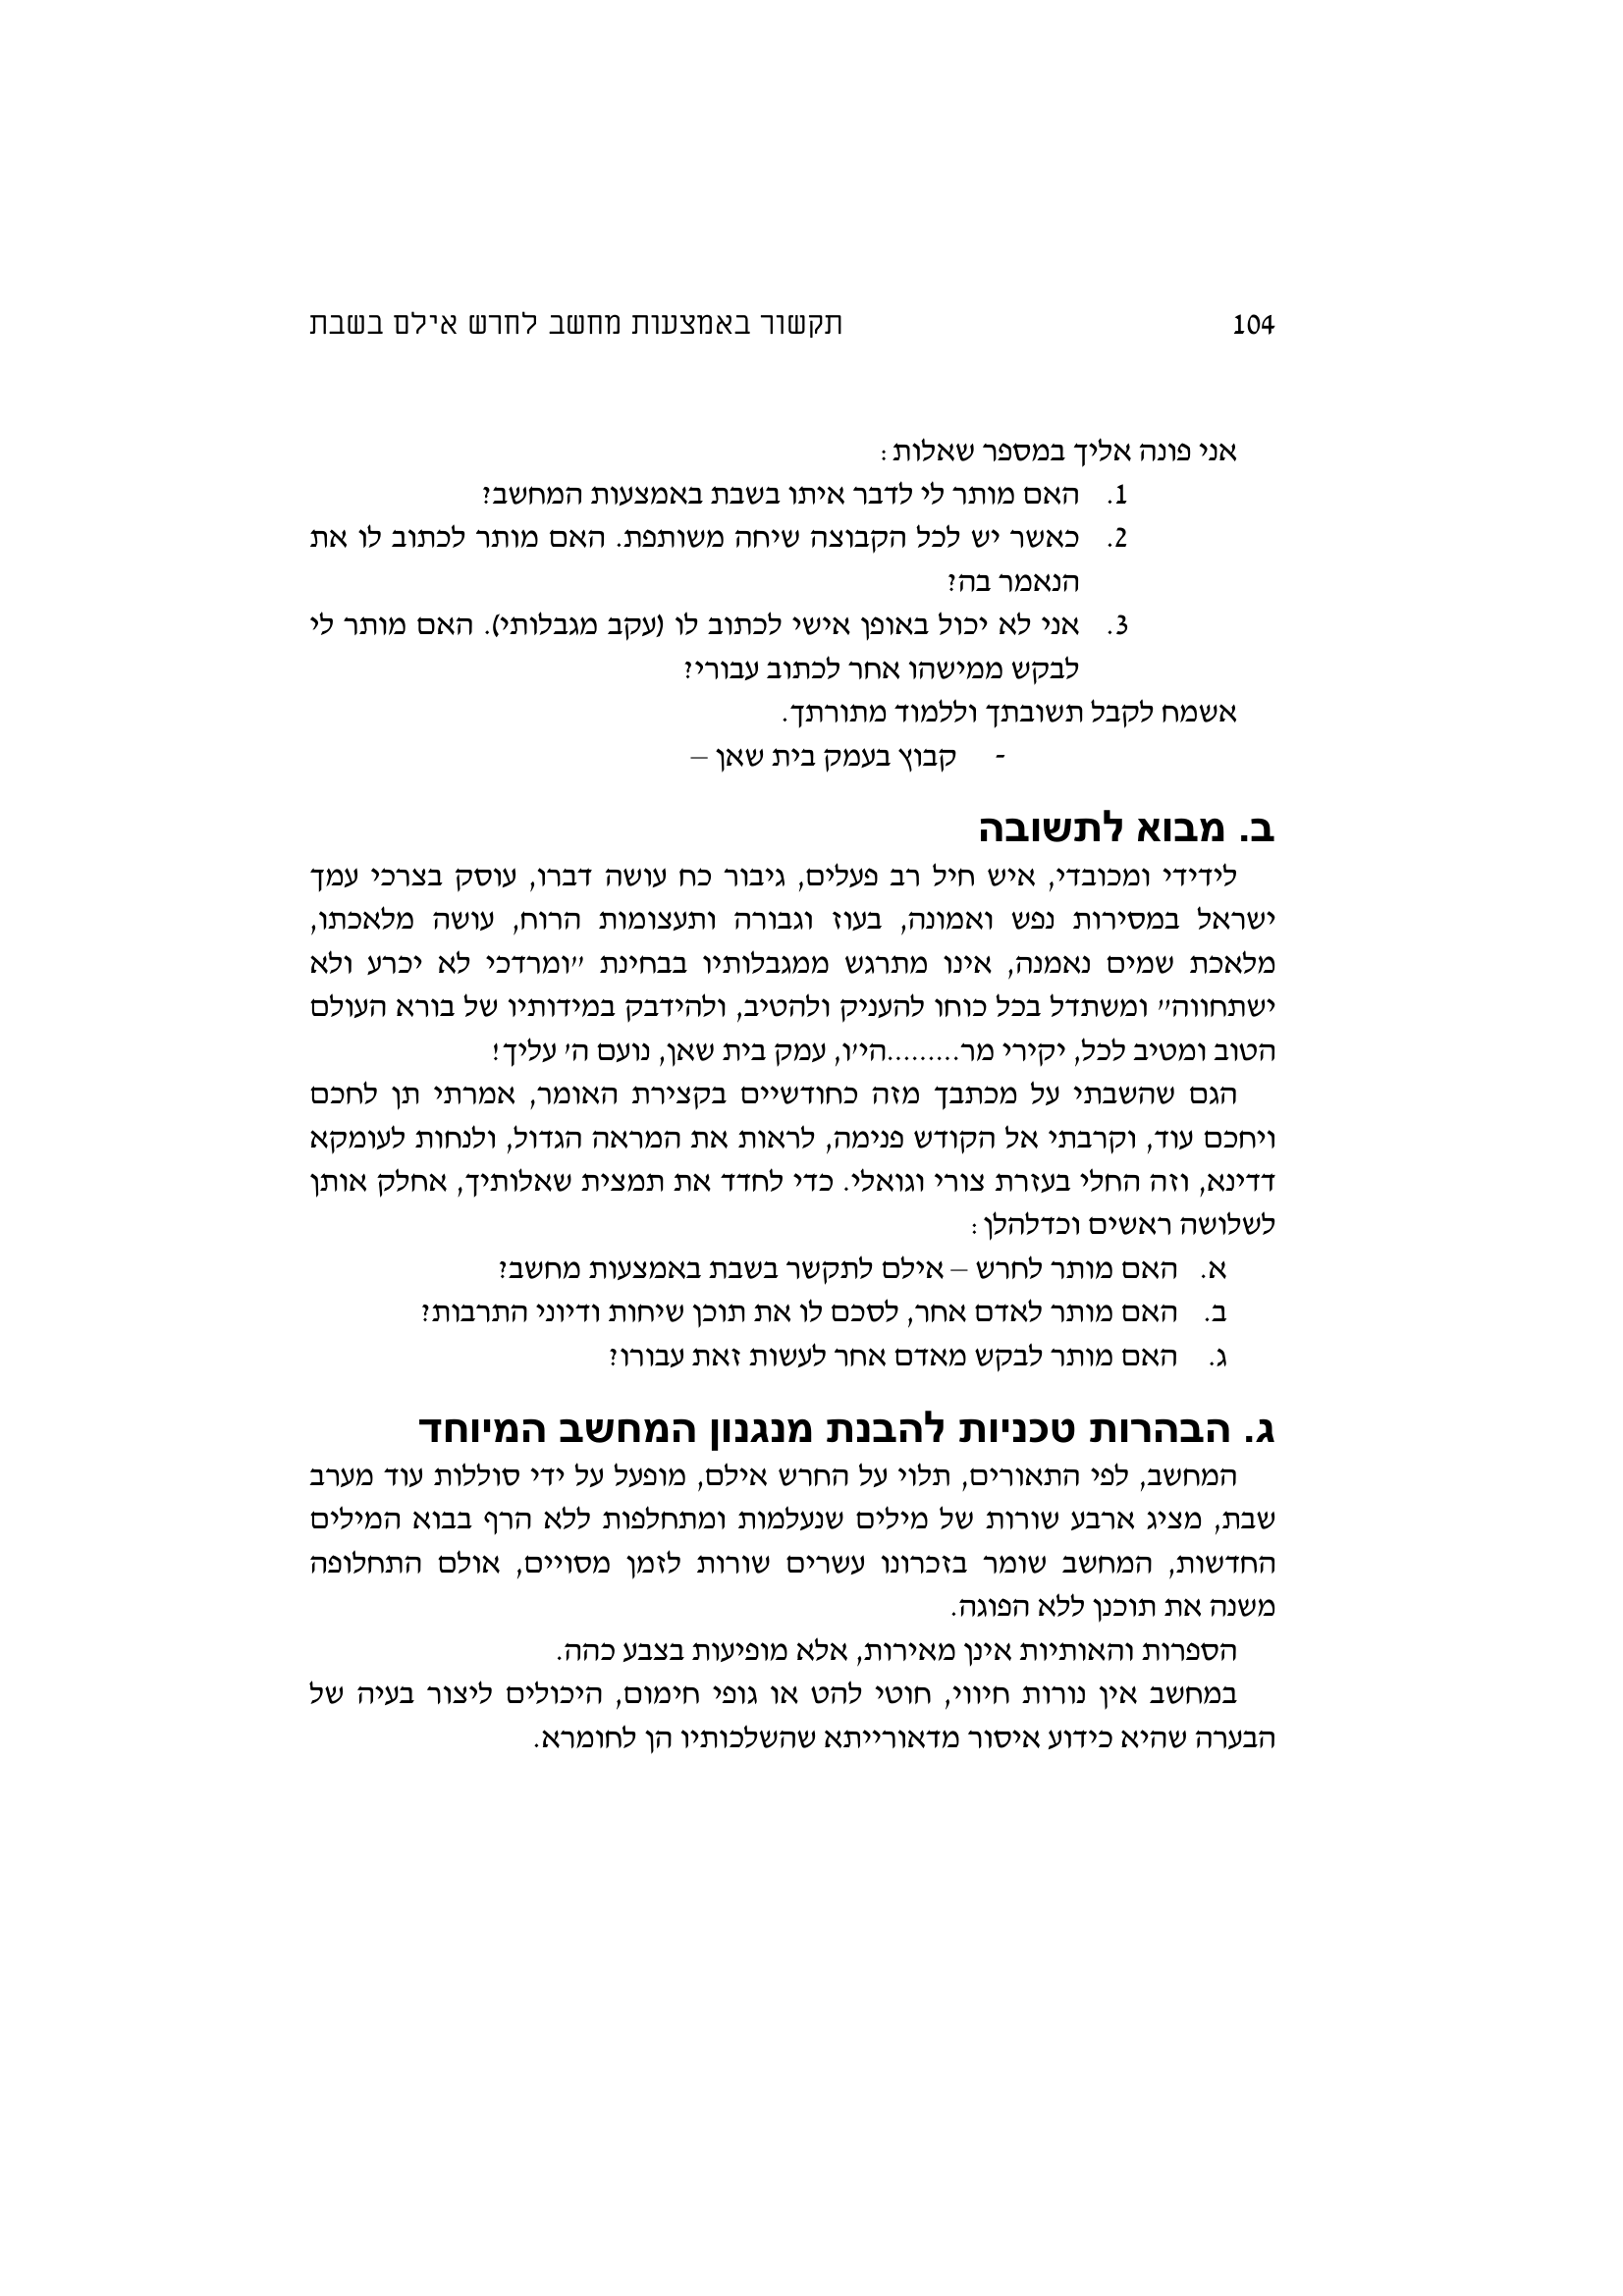 104 תקשור באמצעות מחשב לחרש אילם בשבת
אני פונה אליך במספר שאלות:
1. האם מותר לי לדבר איתו בשבת באמצעות המחשב?
2. כאשר יש לכל הקבוצה שיחה משותפת. האם מותר לכתוב לו את
הנאמר בה?
3. אני לא יכול באופן אישי לכתוב לו (עקב מגבלותי). האם מותר לי
לבקש ממישהו אחר לכתוב עבורי?
אשמח לקבל תשובתך וללמוד מתורתך.
- קבוץ בעמק בית שאן –
ב. מבוא לתשובה
לידידי ומכובדי, איש חיל רב פעלים, גיבור כח עושה דברו, עוסק בצרכי עמך
ישראל במסירות נפש ואמונה, בעוז וגבורה ותעצומות הרוח, עושה מלאכתו,
מלאכת שמים נאמנה, אינו מתרגש ממגבלותיו בבחינת "ומרדכי לא יכרע ולא
ישתחווה" ומשתדל בכל כוחו להעניק ולהטיב, ולהידבק במידותיו של בורא העולם
הטוב ומטיב לכל, יקירי מר.........הי'ו, עמק בית שאן, נועם ה' עליך!
הגם שהשבתי על מכתבך מזה כחודשיים בקצירת האומר, אמרתי תן לחכם
ויחכם עוד, וקרבתי אל הקודש פנימה, לראות את המראה הגדול, ולנחות לעומקא
דדינא, וזה החלי בעזרת צורי וגואלי. כדי לחדד את תמצית שאלותיך, אחלק אותן
לשלושה ראשים וכדלהלן:
א. האם מותר לחרש – אילם לתקשר בשבת באמצעות מחשב?
ב. האם מותר לאדם אחר, לסכם לו את תוכן שיחות ודיוני התרבות?
ג. האם מותר לבקש מאדם אחר לעשות זאת עבורו?
ג. הבהרות טכניות להבנת מנגנון המחשב המיוחד
המחשב, לפי התאורים, תלוי על החרש אילם, מופעל על ידי סוללות עוד מערב
שבת, מציג ארבע שורות של מילים שנעלמות ומתחלפות ללא הרף בבוא המילים
החדשות, המחשב שומר בזכרונו עשרים שורות לזמן מסויים, אולם התחלופה
משנה את תוכנן ללא הפוגה.
הספרות והאותיות אינן מאירות, אלא מופיעות בצבע כהה.
במחשב אין נורות חיווי, חוטי להט או גופי חימום, היכולים ליצור בעיה של
הבערה שהיא כידוע איסור מדאורייתא שהשלכותיו הן לחומרא.